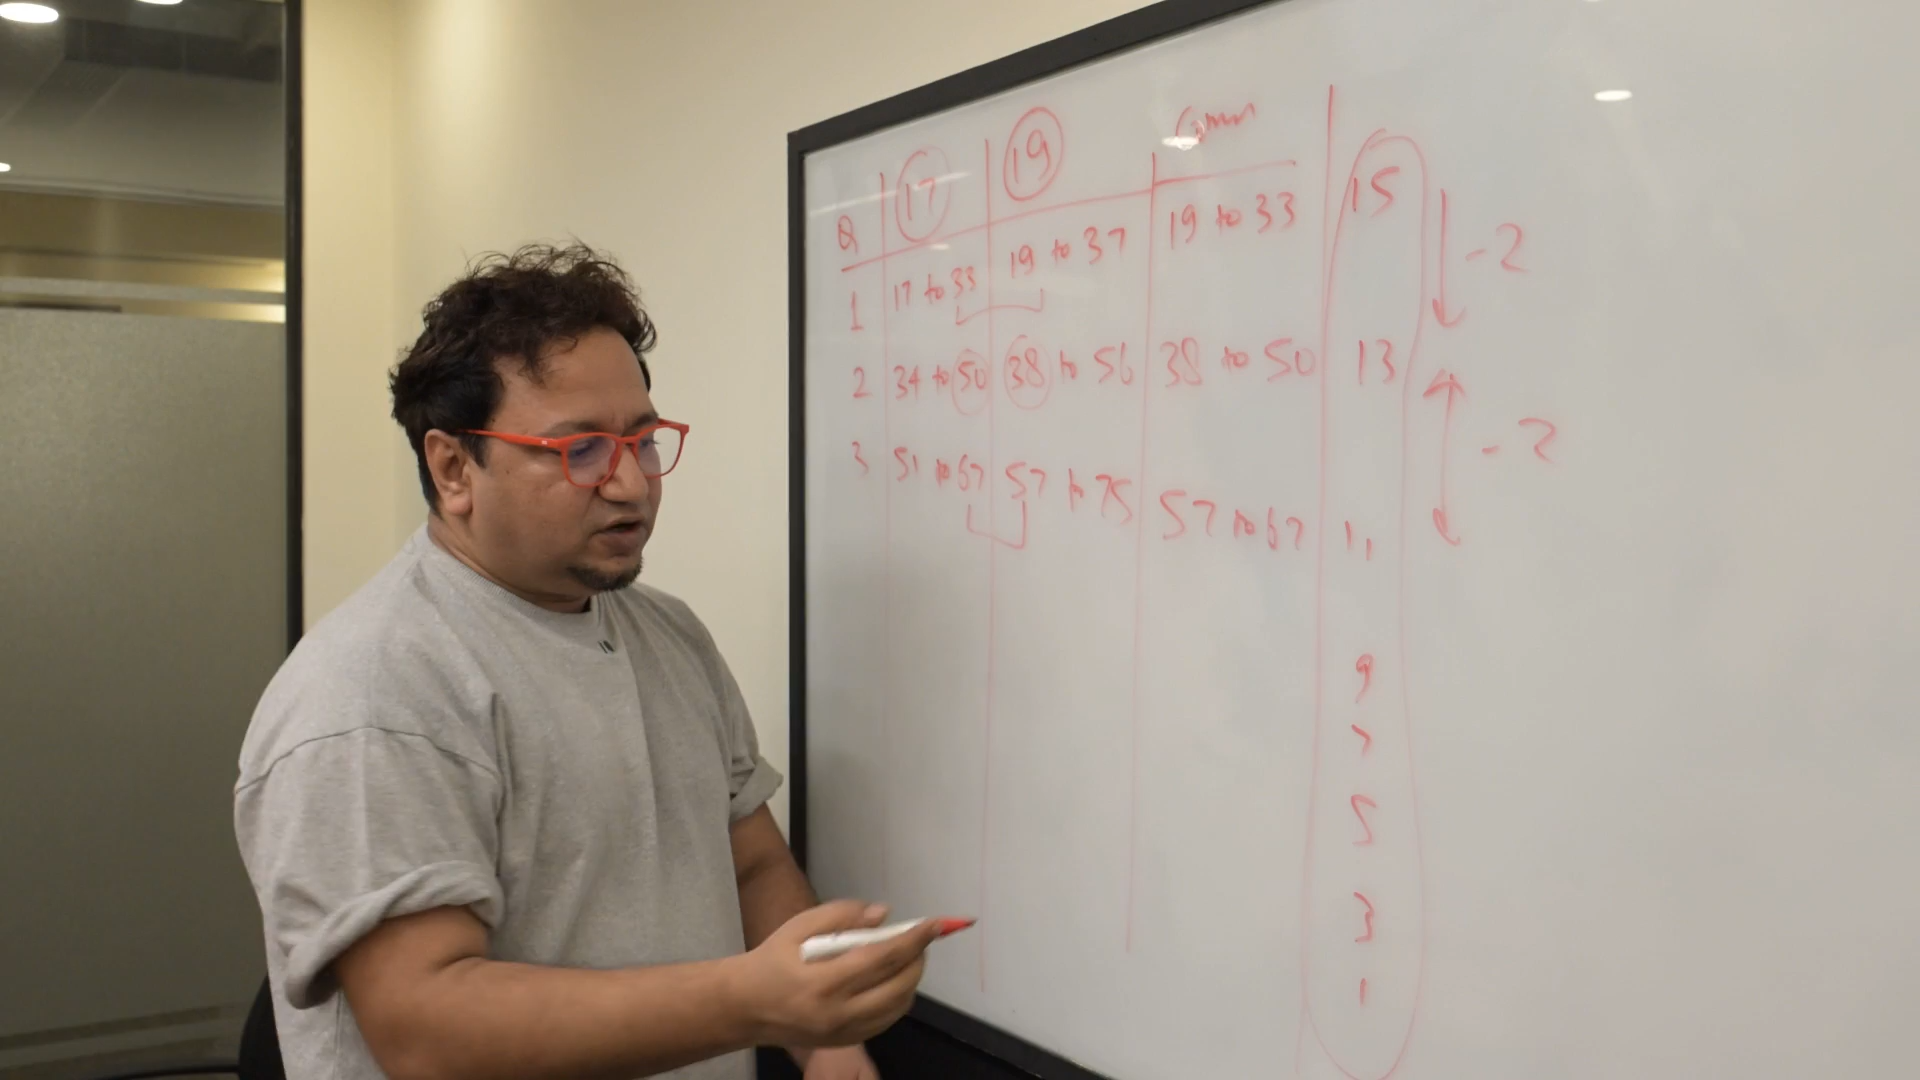 Q 17 19 Comm
1 17 to 33 19 to 37 19 to 33 15
-2
2 34 to 50 38 to 56 38 to 50 13
-2
3 51 to 67 57 to 75 57 to 67 11
9
7
5
3
1